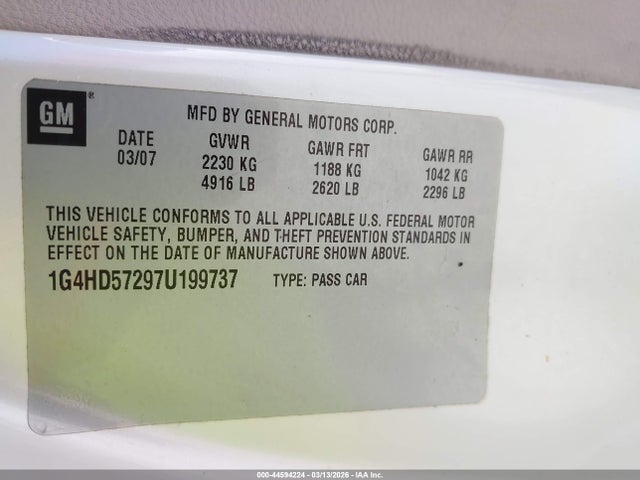 GM®
MFD BY GENERAL MOTORS CORP.
DATE GVWR GAWR FRT GAWR RR
03/07 2230 KG 1188 KG 1042 KG
4916 LB 2620 LB 2296 LB
THIS VEHICLE CONFORMS TO ALL APPLICABLE U.S. FEDERAL MOTOR
VEHICLE SAFETY, BUMPER, AND THEFT PREVENTION STANDARDS IN
EFFECT ON THE DATE OF MANUFACTURE SHOWN ABOVE.
1G4HD57297U199737 TYPE: PASS CAR
000-44594224 - 03/13/2026 - IAA Inc.